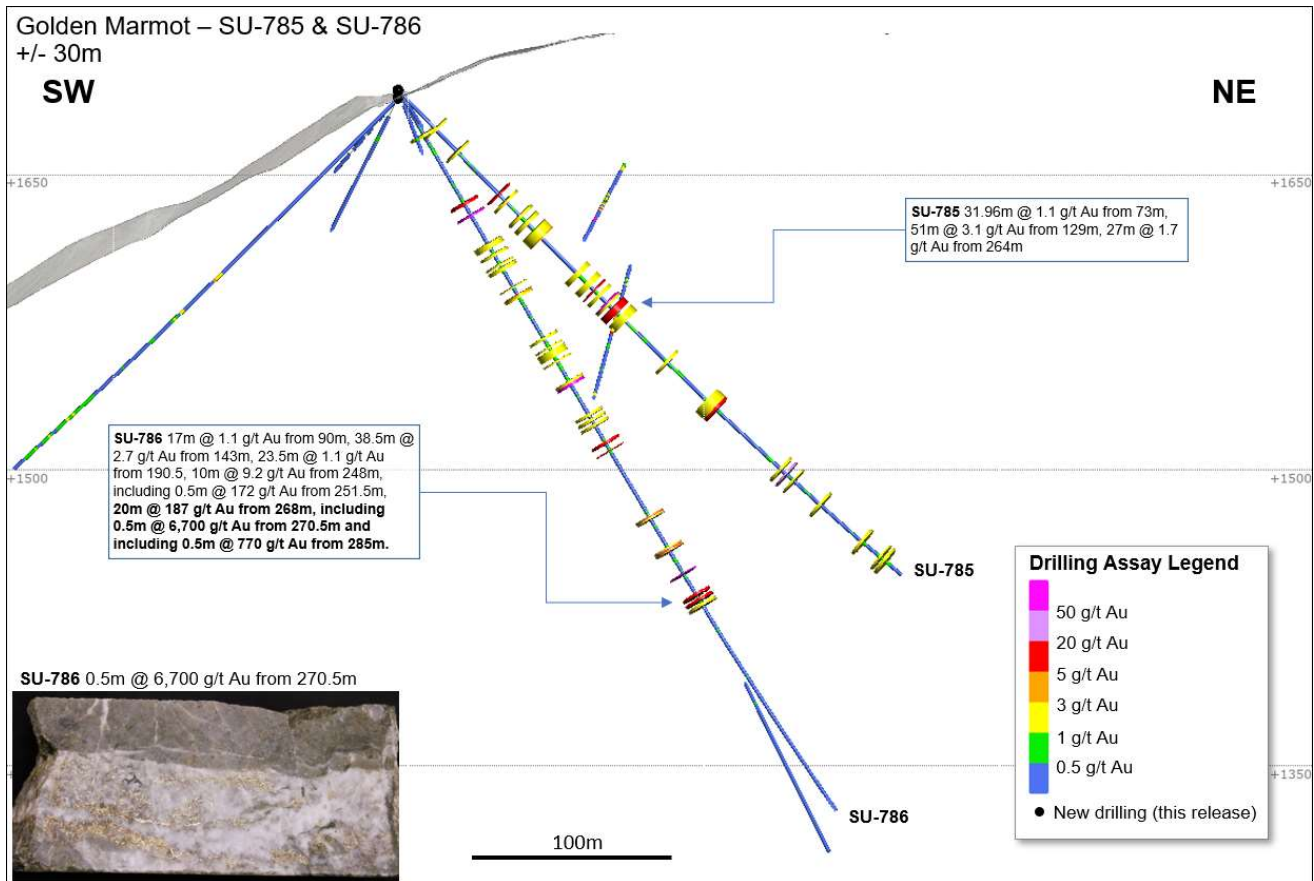 Golden Marmot – SU-785 & SU-786
+/- 30m
SW
NE
+1650
+1650
SU-785 31.96m @ 1.1 g/t Au from 73m,
51m @ 3.1 g/t Au from 129m, 27m @ 1.7
g/t Au from 264m
+1500
+1500
SU-786 17m @ 1.1 g/t Au from 90m, 38.5m @
2.7 g/t Au from 143m, 23.5m @ 1.1 g/t Au
from 190.5, 10m @ 9.2 g/t Au from 248m,
including 0.5m @ 172 g/t Au from 251.5m,
20m @ 187 g/t Au from 268m, including
0.5m @ 6,700 g/t Au from 270.5m and
including 0.5m @ 770 g/t Au from 285m.
SU-785
Drilling Assay Legend
50 g/t Au
20 g/t Au
5 g/t Au
3 g/t Au
1 g/t Au
0.5 g/t Au
New drilling (this release)
+1350
SU-786 0.5m @ 6,700 g/t Au from 270.5m
SU-786
100m